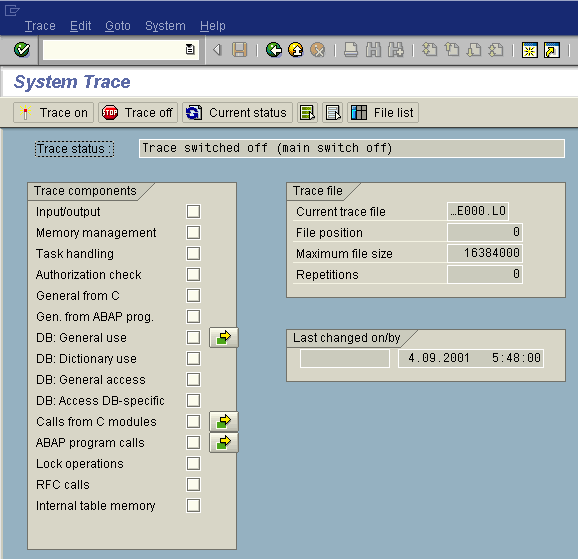 Trace Edit Goto System Help
System Trace
Trace on STOP Trace off Current status File list
Trace status : Trace switched off (main switch off)
Trace components
Input/output
Memory management
Task handling
Authorization check
General from C
Gen. from ABAP prog.
DB: General use
DB: Dictionary use
DB: General access
DB: Access DB-specific
Calls from C modules
ABAP program calls
Lock operations
RFC calls
Internal table memory
Trace file
Current trace file …E000.LO
File position 0
Maximum file size 16384000
Repetitions 0
Last changed on/by
4.09.2001 5:48:00